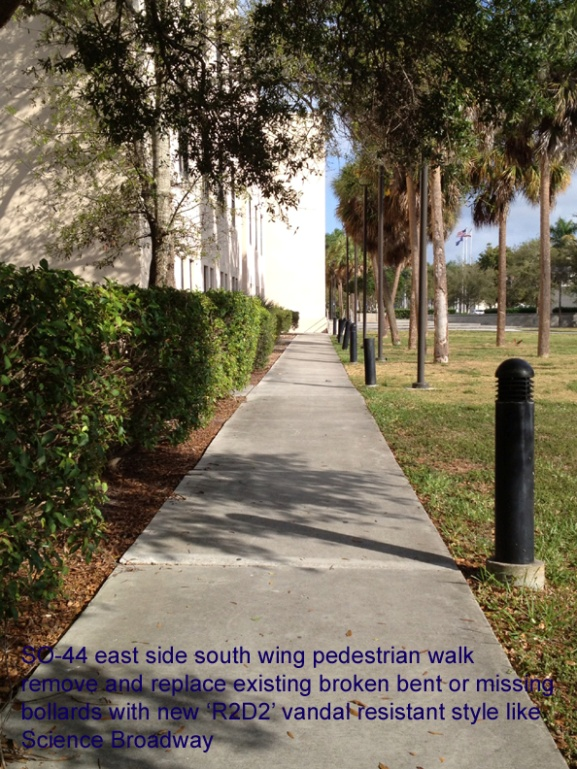 SO-44 east side south wing pedestrian walk
remove and replace existing broken bent or missing
bollards with new ‘R2D2’ vandal resistant style like
Science Broadway